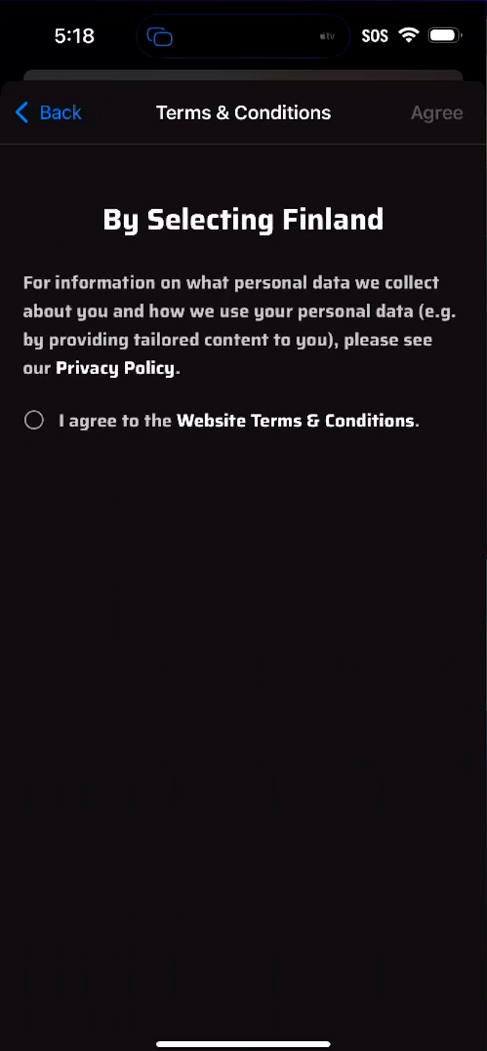 5:18 tv SOS
Back Terms & Conditions Agree
By Selecting Finland
For information on what personal data we collect
about you and how we use your personal data (e.g.
by providing tailored content to you), please see
our Privacy Policy.
I agree to the Website Terms & Conditions.